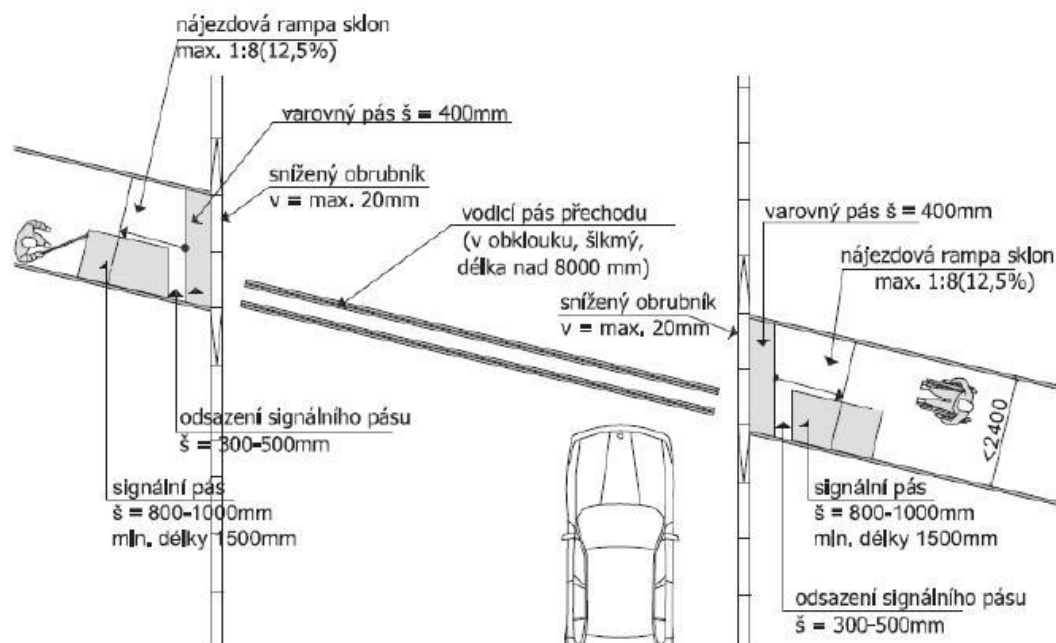 nájezdová rampa sklon
max. 1:8(12,5%)
varovný pás š = 400mm
snížený obrubník
v = max. 20mm
vodicí pás přechodu
(v obklouku, šikmý,
délka nad 8000 mm)
varovný pás š = 400mm
nájezdová rampa sklon
max. 1:8(12,5%)
snížený obrubník
v = max. 20mm
odsazení signálního pásu
š = 300-500mm
signální pás
š = 800-1000mm
min. délky 1500mm
<2400
signální pás
š = 800-1000mm
min. délky 1500mm
odsazení signálního pásu
š = 300-500mm